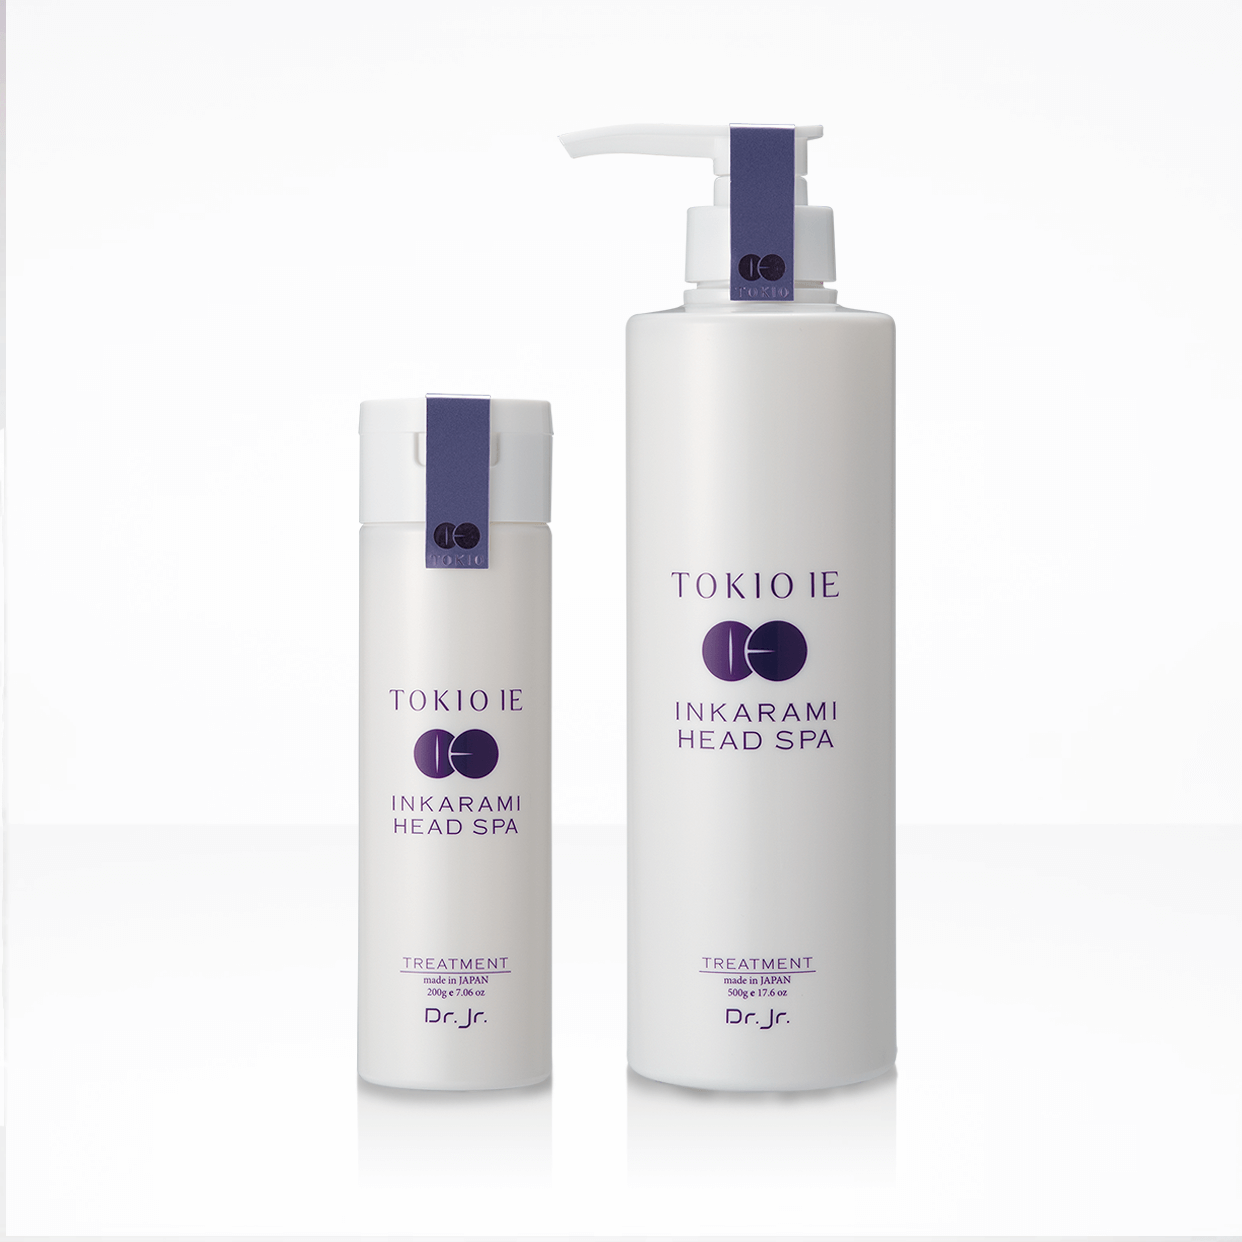 TOKIO
TOKIO IE
INKARAMI
HEAD SPA
TREATMENT
made in JAPAN
200g e 7.06 oz
Dr.Jr.
TOKIO
TOKIO IE
INKARAMI
HEAD SPA
TREATMENT
made in JAPAN
500g e 17.6 oz
Dr.Jr.